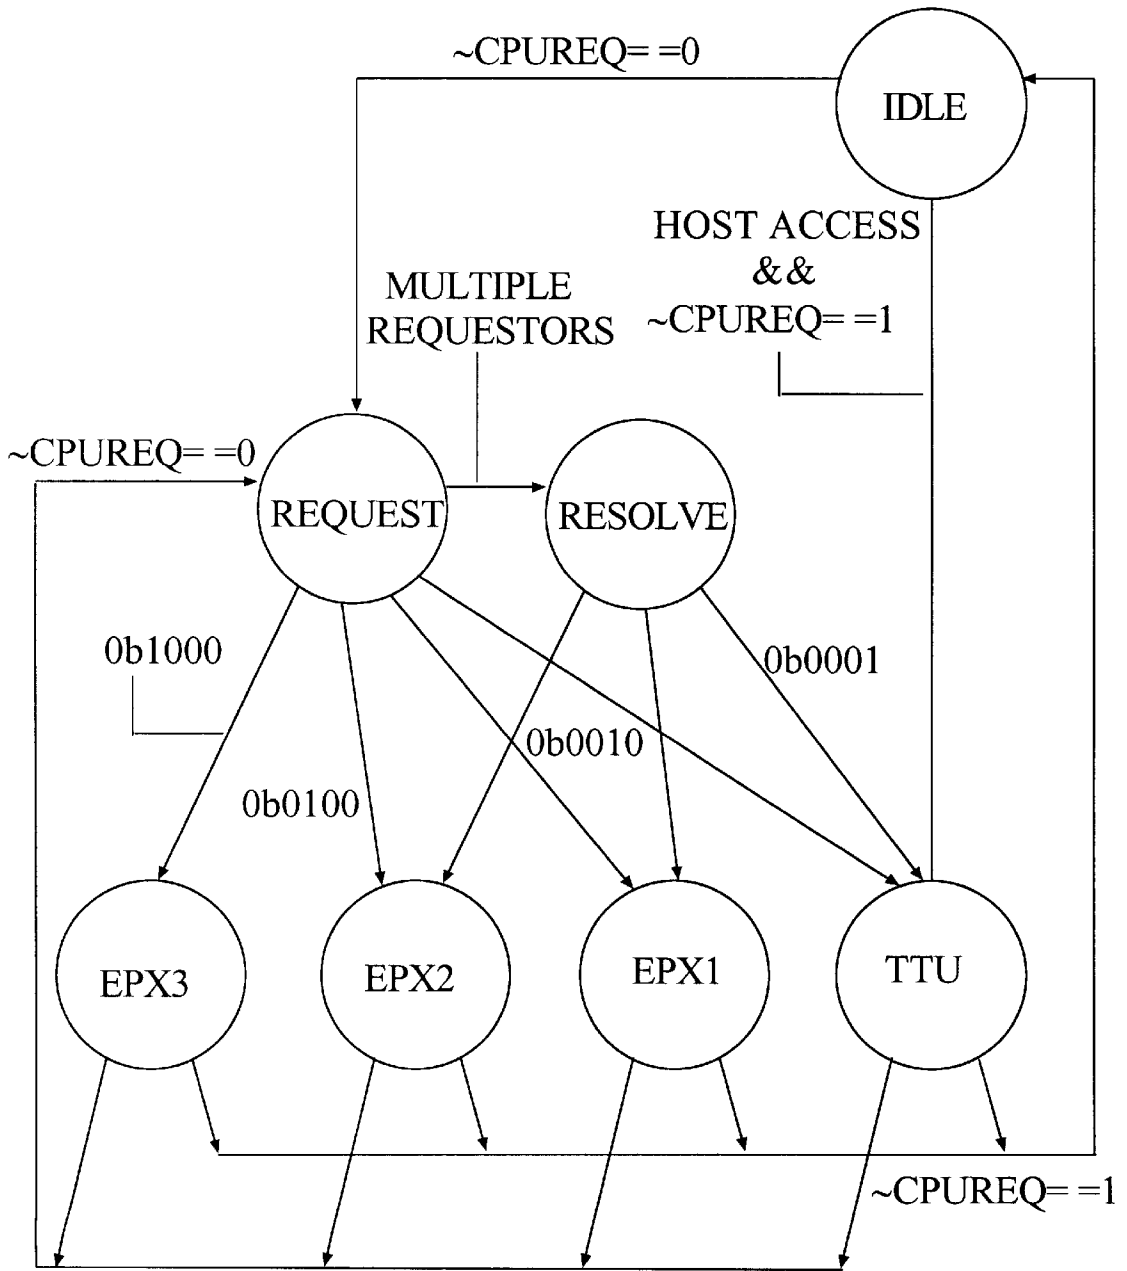 ~CPUREQ= =0
IDLE
HOST ACCESS
&&
~CPUREQ= =1
MULTIPLE
REQUESTORS
~CPUREQ= =0
REQUEST
RESOLVE
0b1000
0b0001
0b0010
0b0100
EPX3
EPX2
EPX1
TTU
~CPUREQ= =1